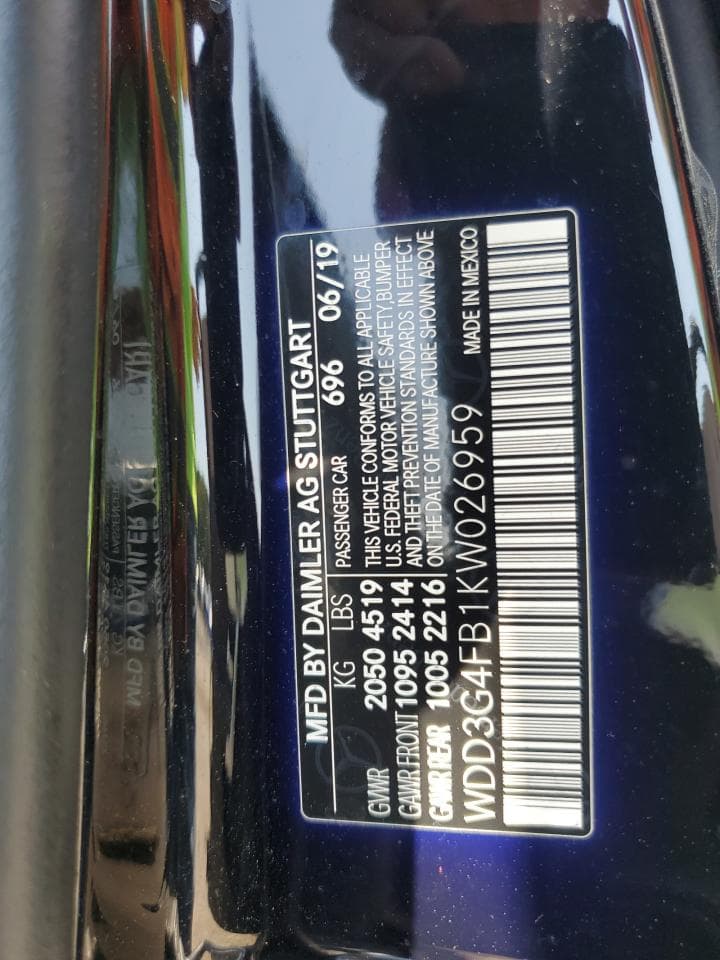 MFD BY DAIMLER AG STUTTGART
KG LBS PASSENGER CAR 696 06/19
GVWR 2050 4519 THIS VEHICLE CONFORMS TO ALL APPLICABLE
U.S. FEDERAL MOTOR VEHICLE SAFETY, BUMPER
GAWR FRONT 1095 2414 AND THEFT PREVENTION STANDARDS IN EFFECT
GAWR REAR 1005 2216 ON THE DATE OF MANUFACTURE SHOWN ABOVE
WDD3G4FB1KW026959 MADE IN MEXICO